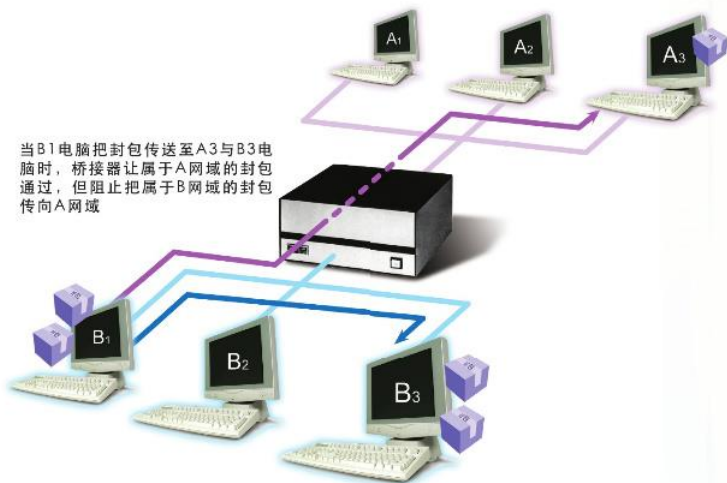 A1
A2
A3
当B1电脑把封包传送至A3与B3电
脑时，桥接器让属于A网域的封包
通过，但阻止把属于B网域的封包
传向A网域
B1
B2
B3